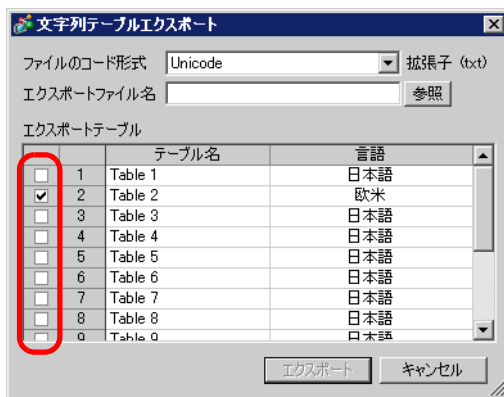 文字列テーブルエクスポート
ファイルのコード形式 Unicode 拡張子 (txt)
エクスポートファイル名 参照
エクスポートテーブル
テーブル名 言語
1 Table 1 日本語
2 Table 2 欧米
3 Table 3 日本語
4 Table 4 日本語
5 Table 5 日本語
6 Table 6 日本語
7 Table 7 日本語
8 Table 8 日本語
9 Table 9 日本語
エクスポート キャンセル